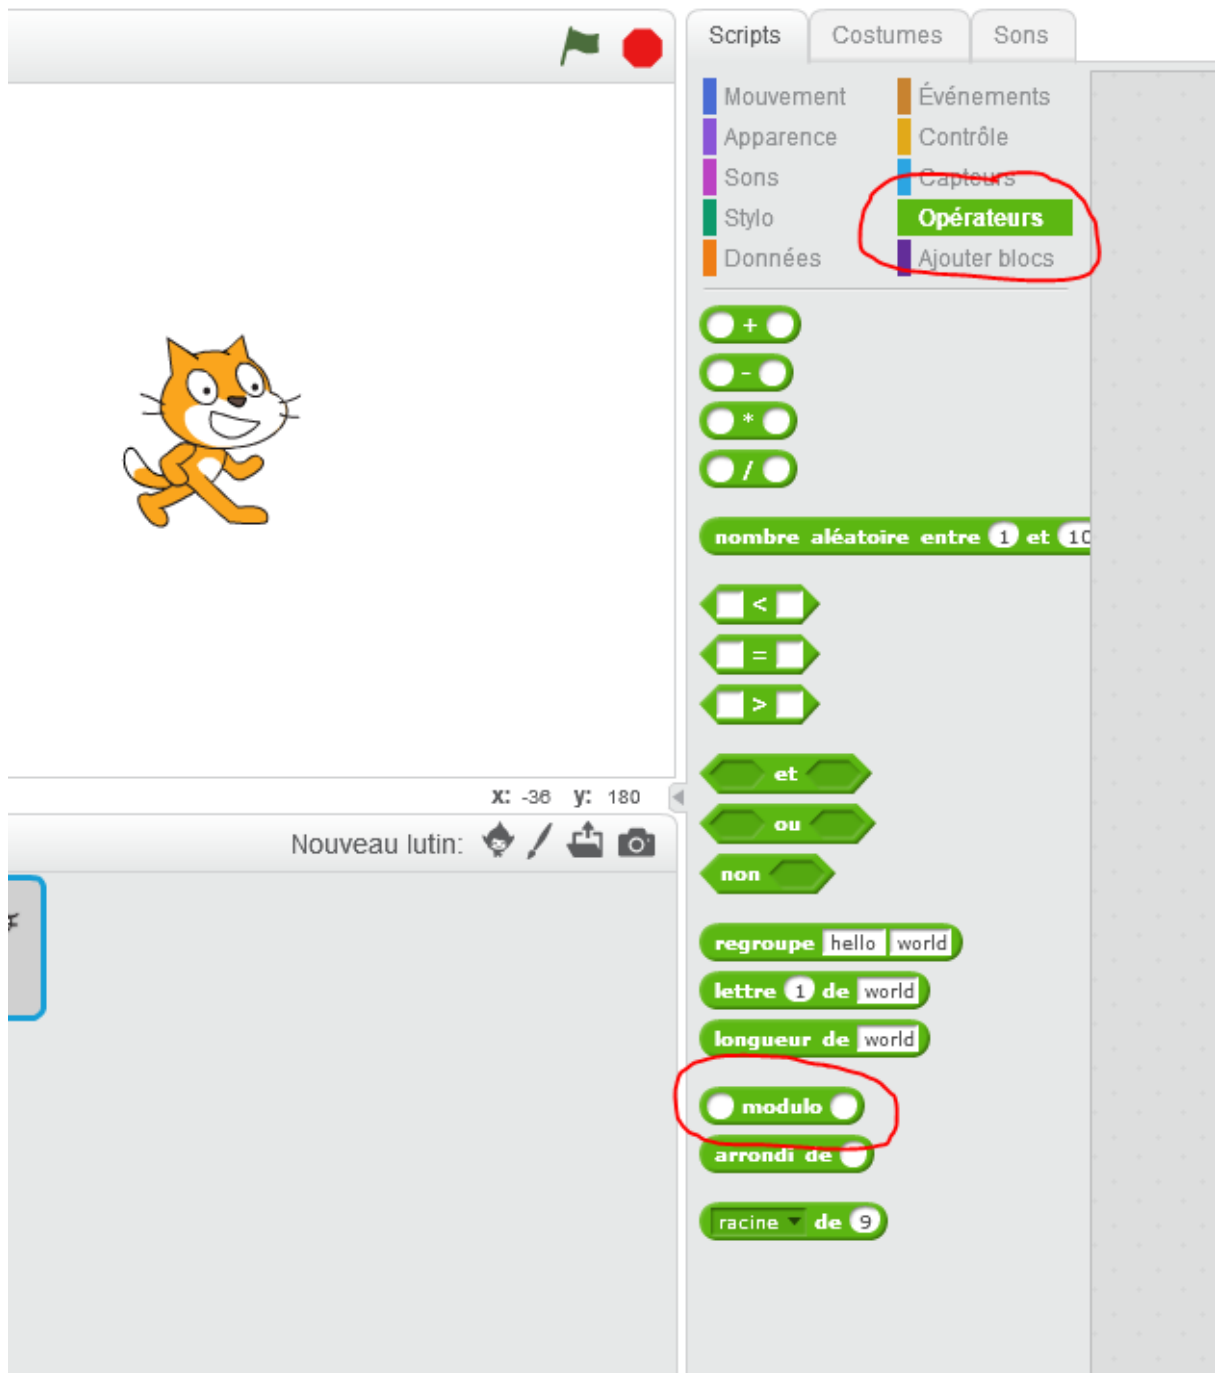 Scripts Costumes Sons
Mouvement Événements
Apparence Contrôle
Sons Capteurs
Stylo Opérateurs
Données Ajouter blocs
+
-
*
/
nombre aléatoire entre 1 et 10
<
=
>
et
ou
non
x: -36 y: 180
Nouveau lutin:
regroupe hello world
lettre 1 de world
longueur de world
modulo
arrondi de
racine de 9